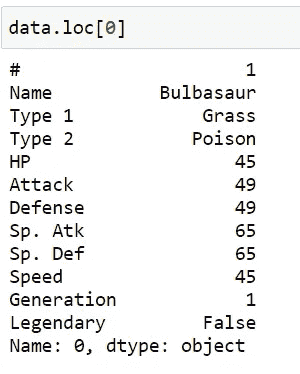 data.loc[0]
# 1
Name Bulbasaur
Type 1 Grass
Type 2 Poison
HP 45
Attack 49
Defense 49
Sp. Atk 65
Sp. Def 65
Speed 45
Generation 1
Legendary False
Name: 0, dtype: object